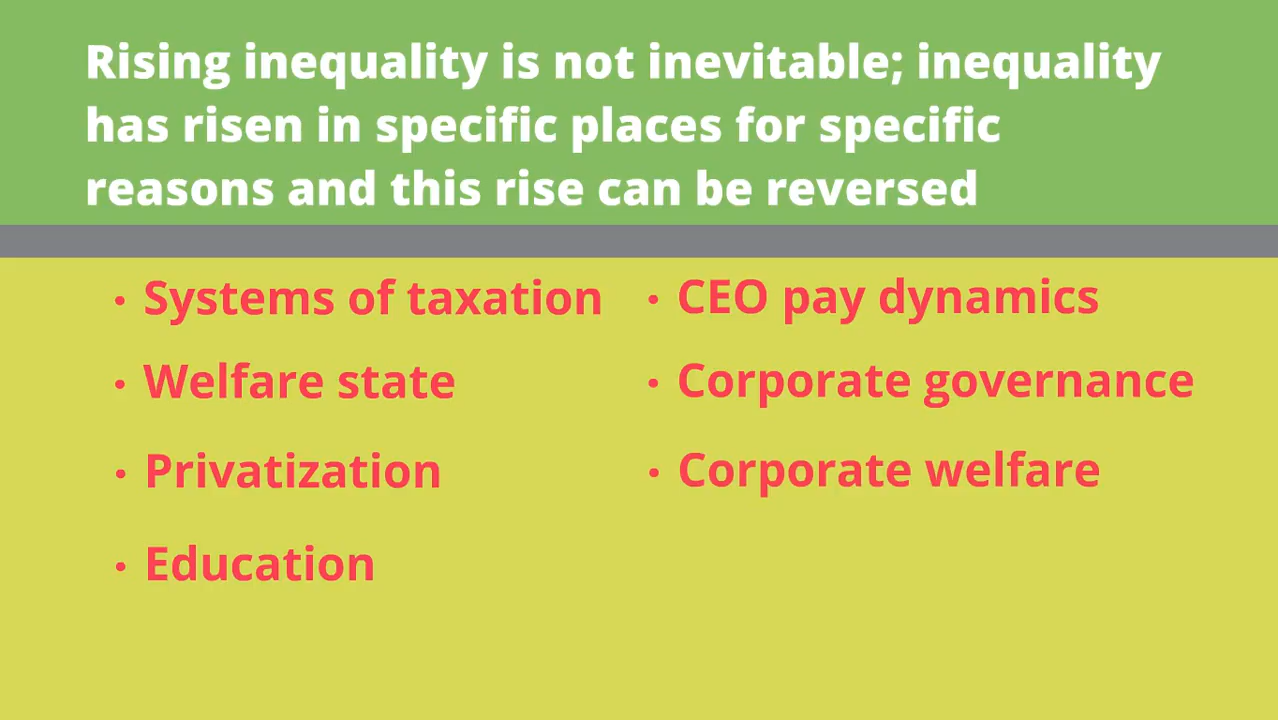 Rising inequality is not inevitable; inequality
has risen in specific places for specific
reasons and this rise can be reversed
• Systems of taxation
• Welfare state
• Privatization
• Education
• CEO pay dynamics
• Corporate governance
• Corporate welfare